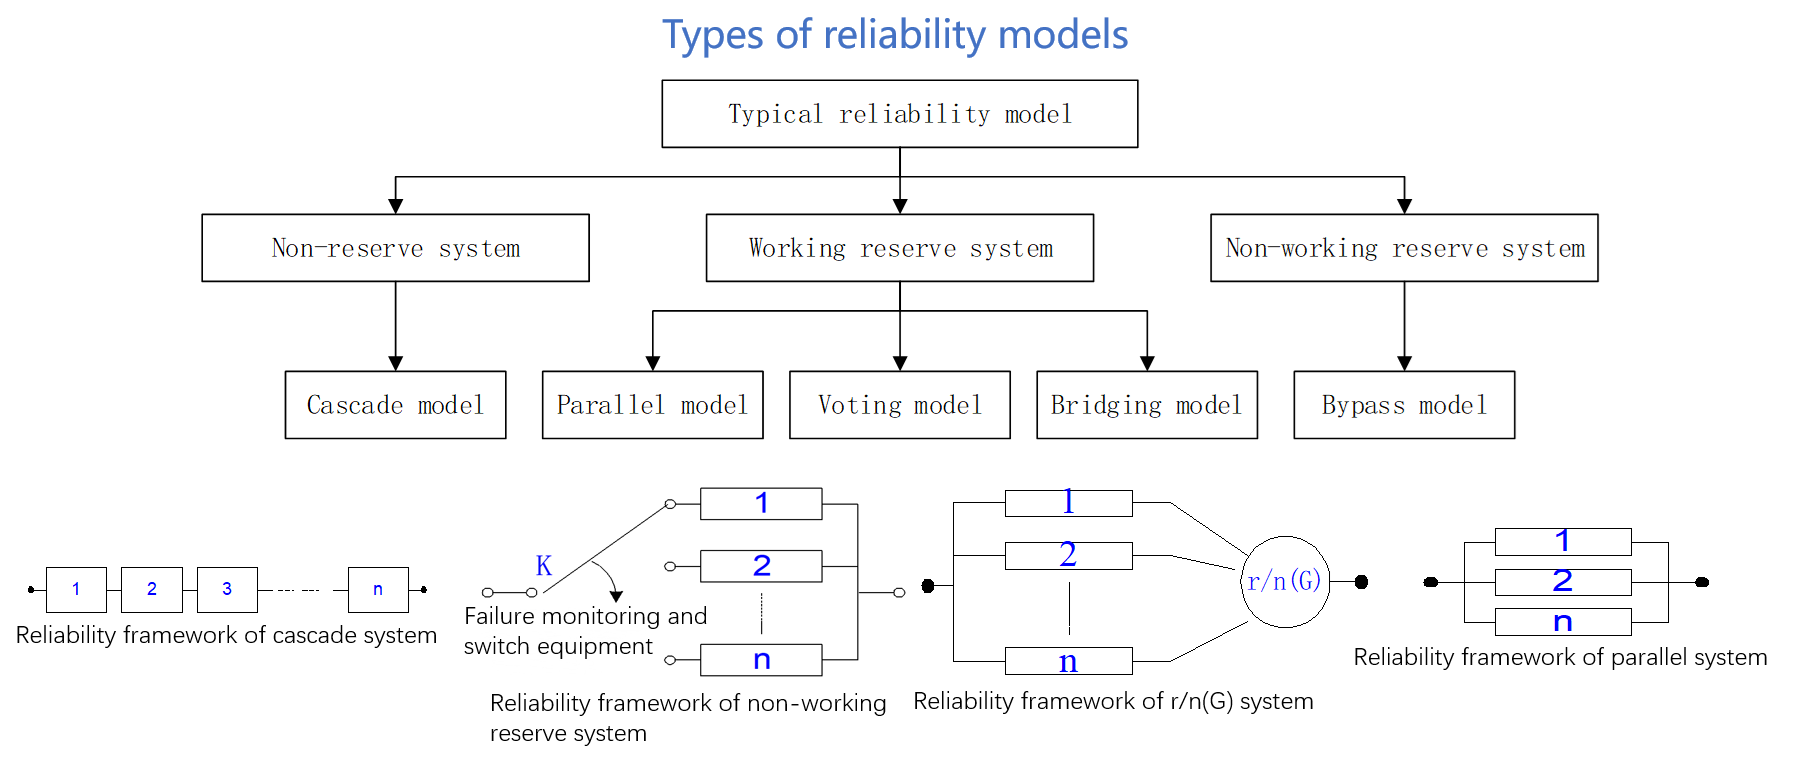 Types of reliability models
Typical reliability model
Non-reserve system
Working reserve system
Non-working reserve system
Cascade model
Parallel model
Voting model
Bridging model
Bypass model
1
2
3
n
Reliability framework of cascade system
K
1
2
n
Failure monitoring and
switch equipment
Reliability framework of non-working
reserve system
1
2
n
r/n(G)
Reliability framework of r/n(G) system
1
2
n
Reliability framework of parallel system